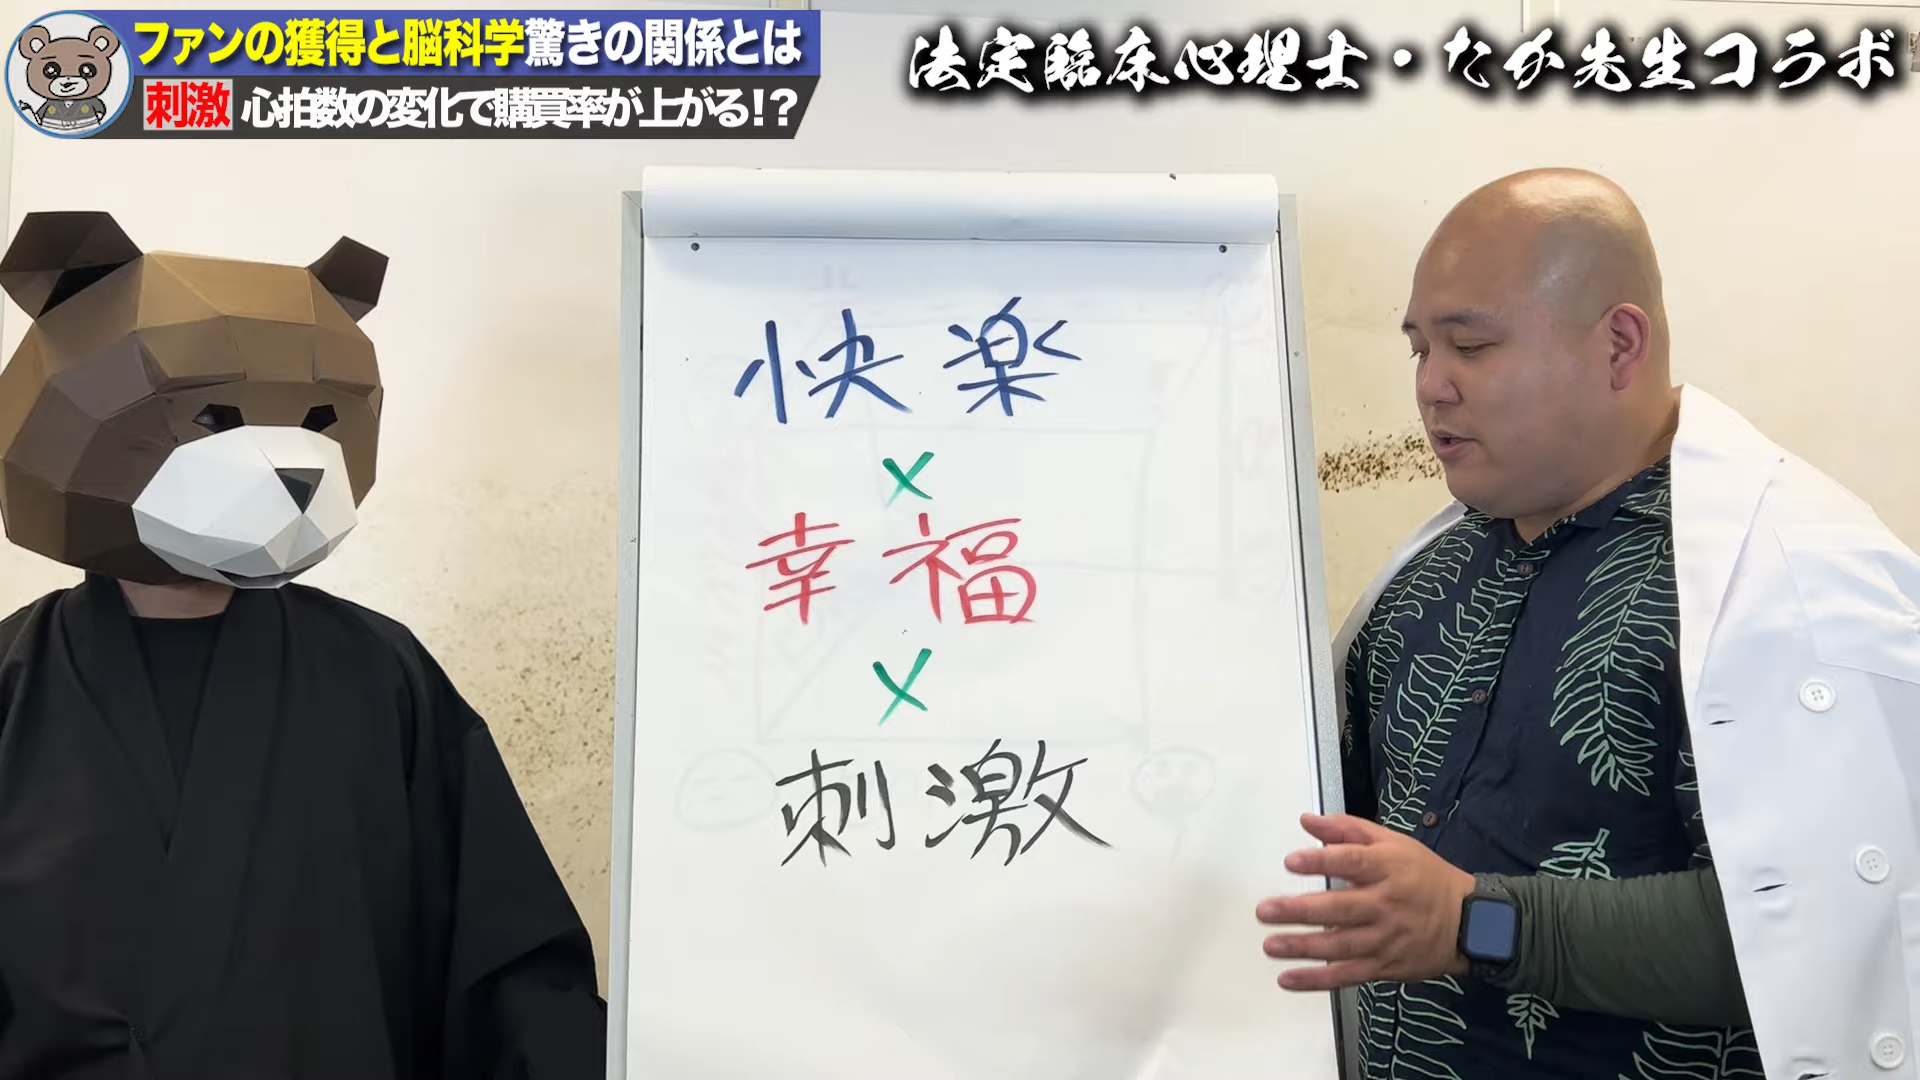 ファンの獲得と脳科学驚きの関係とは
刺激 心拍数の変化で購買率が上がる!?
法定臨床心理士・たか先生コラボ
快楽
×
幸福
×
刺激